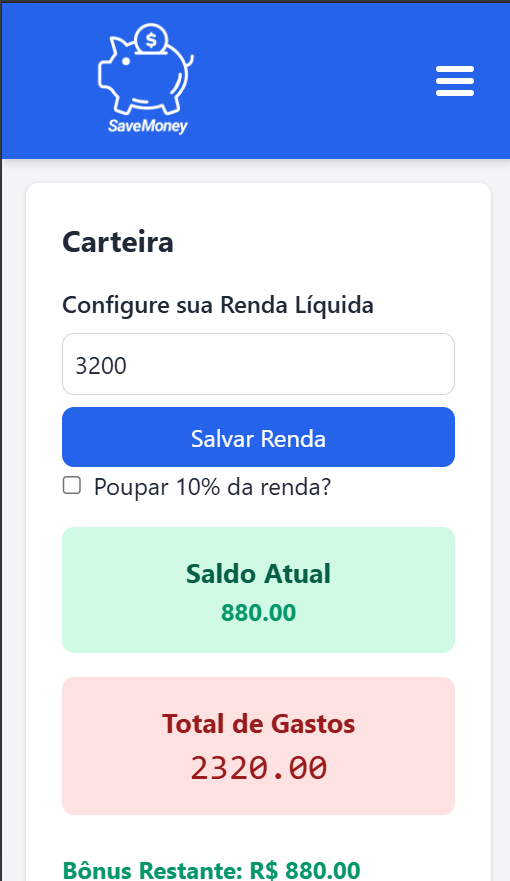 $
SaveMoney
Carteira
Configure sua Renda Líquida
3200
Salvar Renda
Poupar 10% da renda?
Saldo Atual
880.00
Total de Gastos
2320.00
Bônus Restante: R$ 880.00